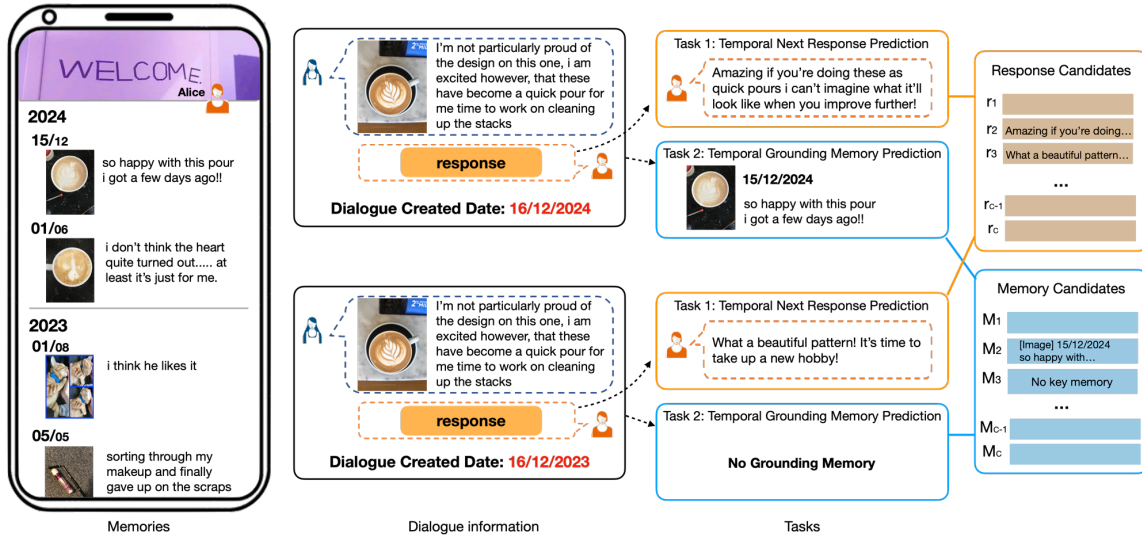 WELCOME.
Alice
2024
15/12
so happy with this pour
i got a few days ago!!
01/06
i don't think the heart
quite turned out..... at
least it's just for me.
2023
01/08
i think he likes it
05/05
sorting through my
makeup and finally
gave up on the scraps
Memories
I'm not particularly proud of
the design on this one, i am
excited however, that these
have become a quick pour for
me time to work on cleaning
up the stacks
response
Dialogue Created Date: 16/12/2024
I'm not particularly proud of
the design on this one, i am
excited however, that these
have become a quick pour for
me time to work on cleaning
up the stacks
response
Dialogue Created Date: 16/12/2023
Dialogue information
Task 1: Temporal Next Response Prediction
Amazing if you're doing these as
quick pours i can't imagine what it'll
look like when you improve further!
Task 2: Temporal Grounding Memory Prediction
15/12/2024
so happy with this pour
i got a few days ago!!
Task 1: Temporal Next Response Prediction
What a beautiful pattern! It's time to
take up a new hobby!
Task 2: Temporal Grounding Memory Prediction
No Grounding Memory
Tasks
Response Candidates
r1
r2 Amazing if you're doing...
r3 What a beautiful pattern...
...
rC-1
rC
Memory Candidates
M1
M2 [Image] 15/12/2024
so happy with...
M3 No key memory
...
MC-1
MC